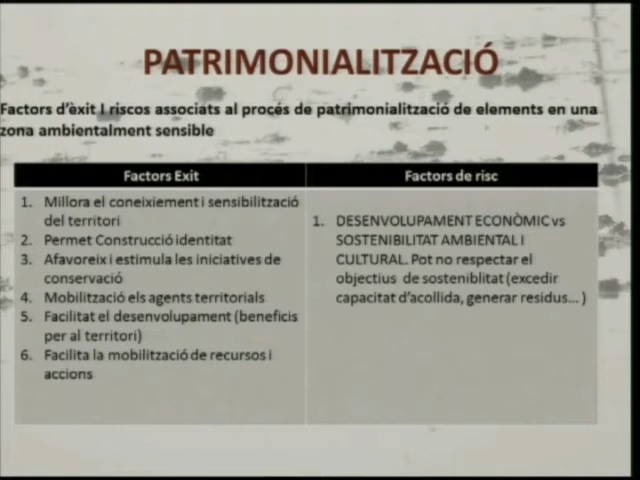 PATRIMONIALITZACIÓ
Factors d'èxit I riscos associats al procés de patrimonialització de elements en una
zona ambientalment sensible
Factors Exit
1. Millora el coneixiement i sensibilització
del territori
2. Permet Construcció identitat
3. Afavoreix i estimula les iniciatives de
conservació
4. Mobilització els agents territorials
5. Facilitat el desenvolupament (beneficis
per al territori)
6. Facilita la mobilització de recursos i
accions
Factors de risc
1. DESENVOLUPAMENT ECONÒMIC vs
SOSTENIBILITAT AMBIENTAL I
CULTURAL. Pot no respectar el
objectius de sosteniblitat (excedir
capacitat d'acollida, generar residus... )